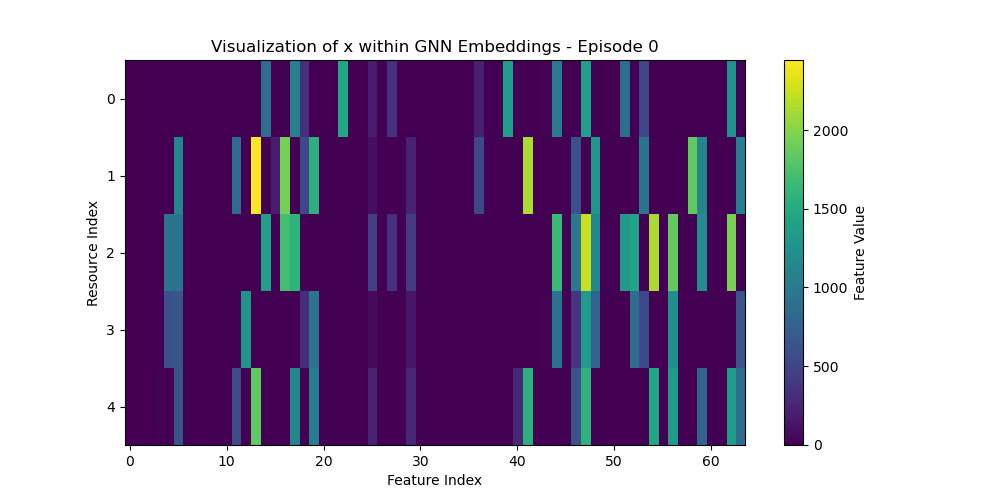 Visualization of x within GNN Embeddings - Episode 0
Resource Index
0
1
2
3
4
0 10 20 30 40 50 60
Feature Index
2000
1500
1000
500
0
Feature Value